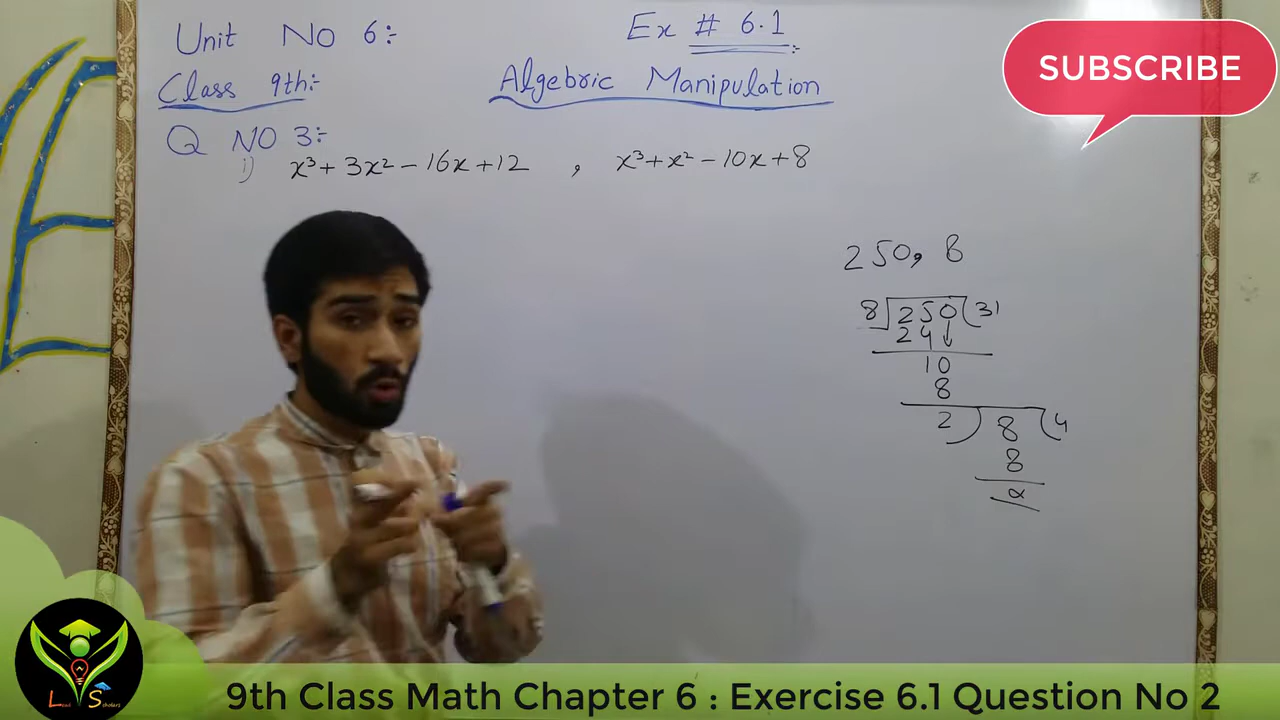 Unit No 6:-
Ex # 6.1
SUBSCRIBE
Class 9th:-
Algebric Manipulation
Q NO 3:-
i) x³ + 3x² - 16x + 12 , x³ + x² - 10x + 8
250, 8
8 250 31
24
10
8
2 8 4
8
Lead Scholars
9th Class Math Chapter 6 : Exercise 6.1 Question No 2